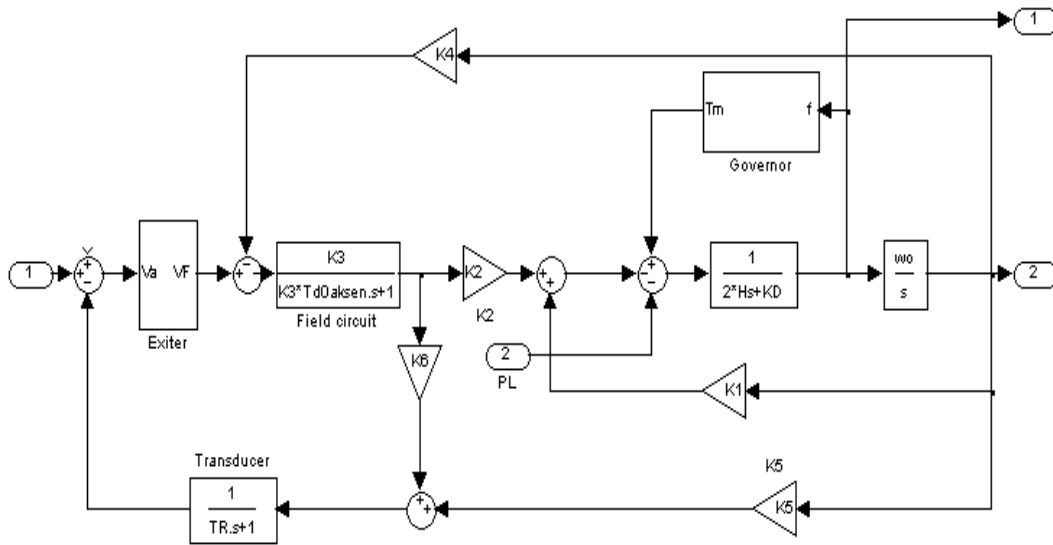 1
K4
Tm f
Governor
1
Va VF
Exiter
K3
K3*Td0aksen.s+1
Field circuit
K2
K2
1
2*Hs+KD
wo
s
2
K6
2
PL
K1
Transducer
1
TR.s+1
K5
K5